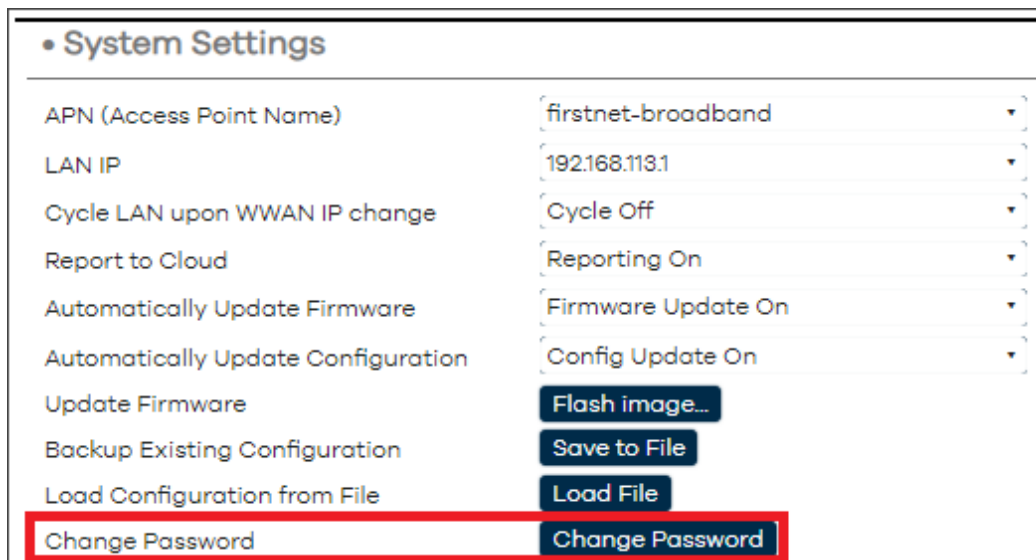 • System Settings
APN (Access Point Name) firstnet-broadband
LAN IP 192.168.113.1
Cycle LAN upon WWAN IP change Cycle Off
Report to Cloud Reporting On
Automatically Update Firmware Firmware Update On
Automatically Update Configuration Config Update On
Update Firmware Flash image...
Backup Existing Configuration Save to File
Load Configuration from File Load File
Change Password Change Password